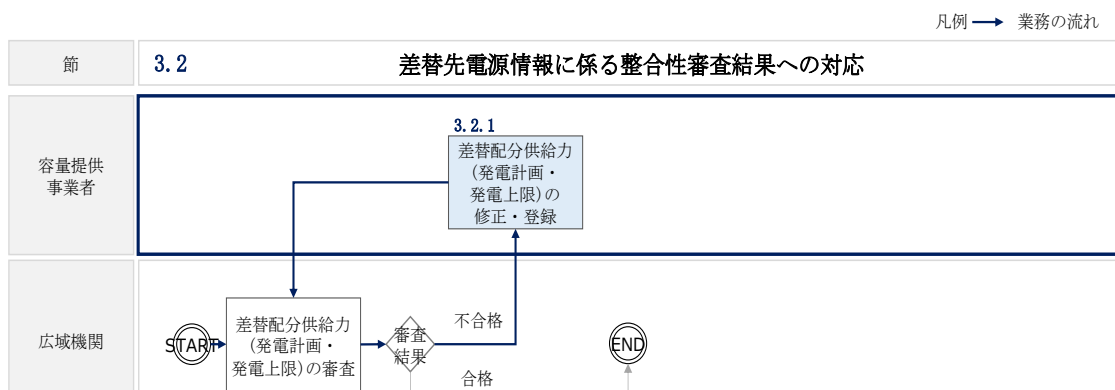 凡例 業務の流れ
節
3.2 差替先電源情報に係る整合性審査結果への対応
容量提供
事業者
3.2.1
差替配分供給力
(発電計画・
発電上限)の
修正・登録
広域機関
START
差替配分供給力
(発電計画・
発電上限)の審査
審査
結果
不合格
合格
END